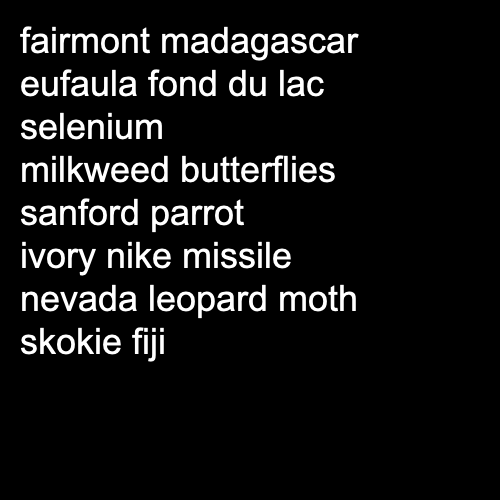 fairmont madagascar
eufaula fond du lac
selenium
milkweed butterflies
sanford parrot
ivory nike missile
nevada leopard moth
skokie fiji